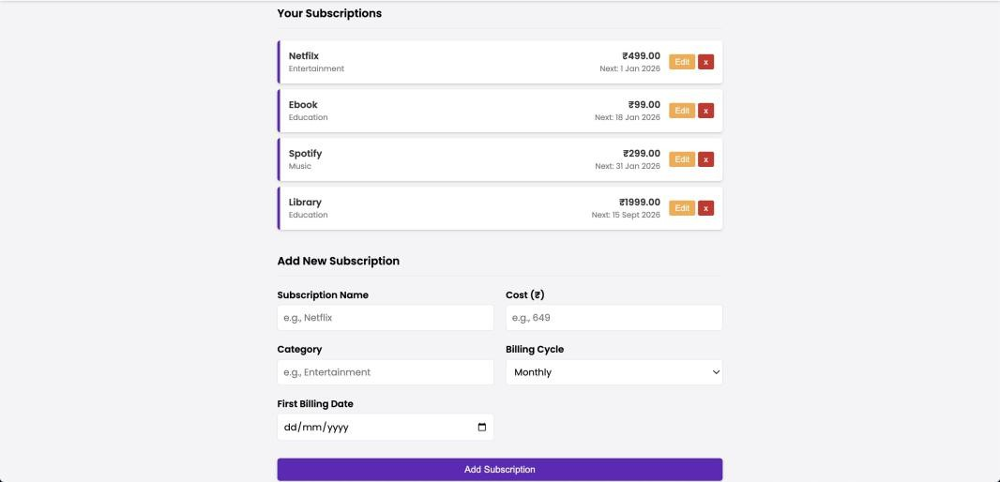 Your Subscriptions
Netfilx
Entertainment
₹499.00
Next: 1 Jan 2026
Edit
x
Ebook
Education
₹99.00
Next: 18 Jan 2026
Edit
x
Spotify
Music
₹299.00
Next: 31 Jan 2026
Edit
x
Library
Education
₹1999.00
Next: 15 Sept 2026
Edit
x
Add New Subscription
Subscription Name
Cost (₹)
e.g., Netflix
e.g., 649
Category
Billing Cycle
e.g., Entertainment
Monthly
First Billing Date
dd/mm/yyyy
Add Subscription